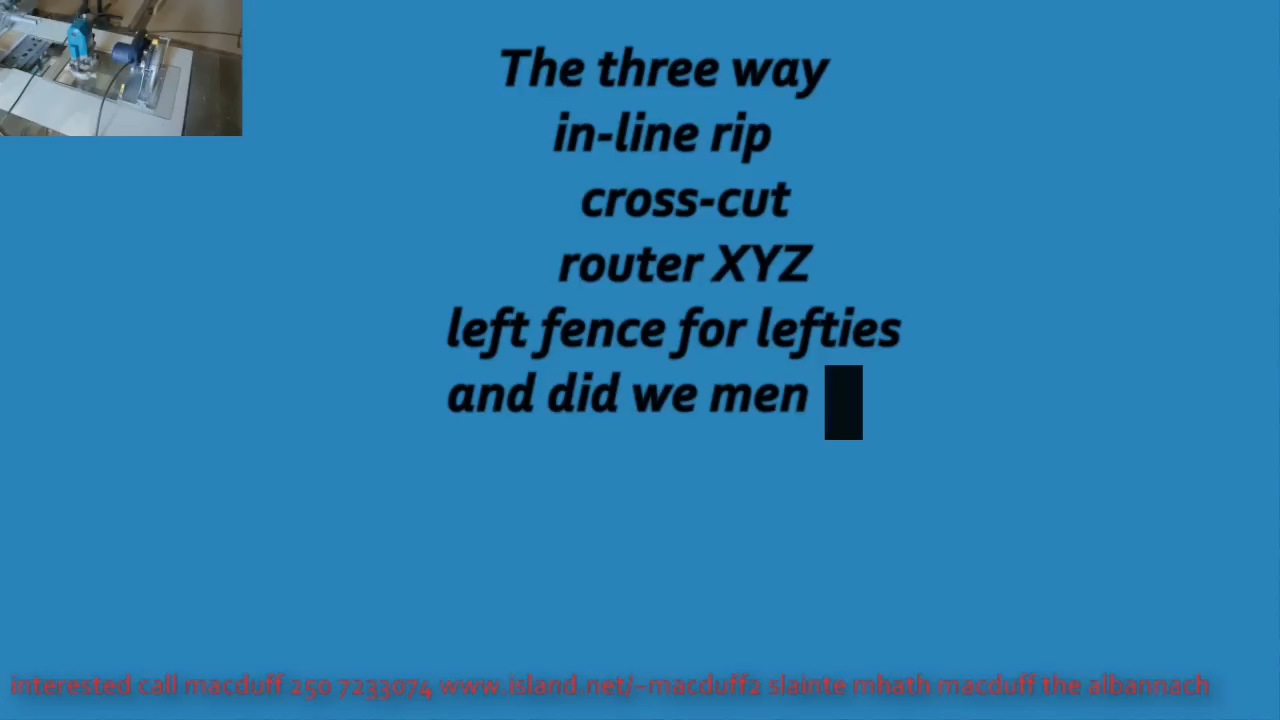 The three way
in-line rip
cross-cut
router XYZ
left fence for lefties
and did we men
interested call macduff 250 7233074 www.island.net/~macduff2 slainte mhath macduff the albannach